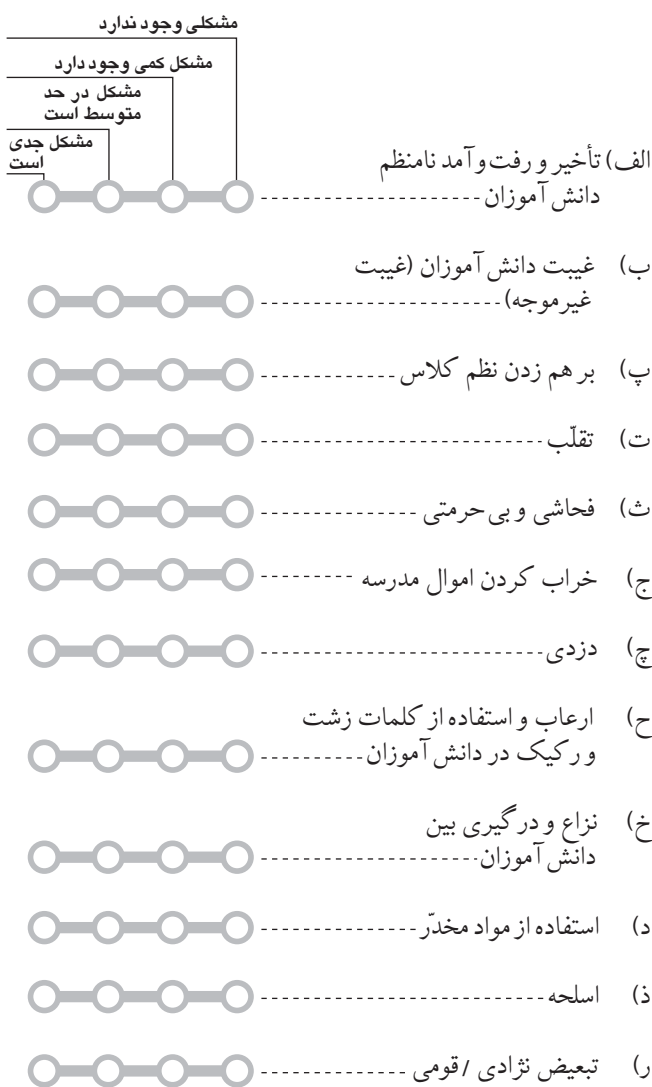 مشکلی وجود ندارد
مشکل کمی وجود دارد
مشکل در حد
متوسط است
مشکل جدی
است
الف) تأخیر و رفت و آمد نامنظم
دانش آموزان
ب) غیبت دانش آموزان (غیبت
غیرموجه)
پ) بر هم زدن نظم کلاس
ت) تقلّب
ث) فحاشی و بی حرمتی
ج) خراب کردن اموال مدرسه
چ) دزدی
ح) ارعاب و استفاده از کلمات زشت
و رکیک در دانش آموزان
خ) نزاع و درگیری بین
دانش آموزان
د) استفاده از مواد مخدّر
ذ) اسلحه
ر) تبعیض نژادی / قومی